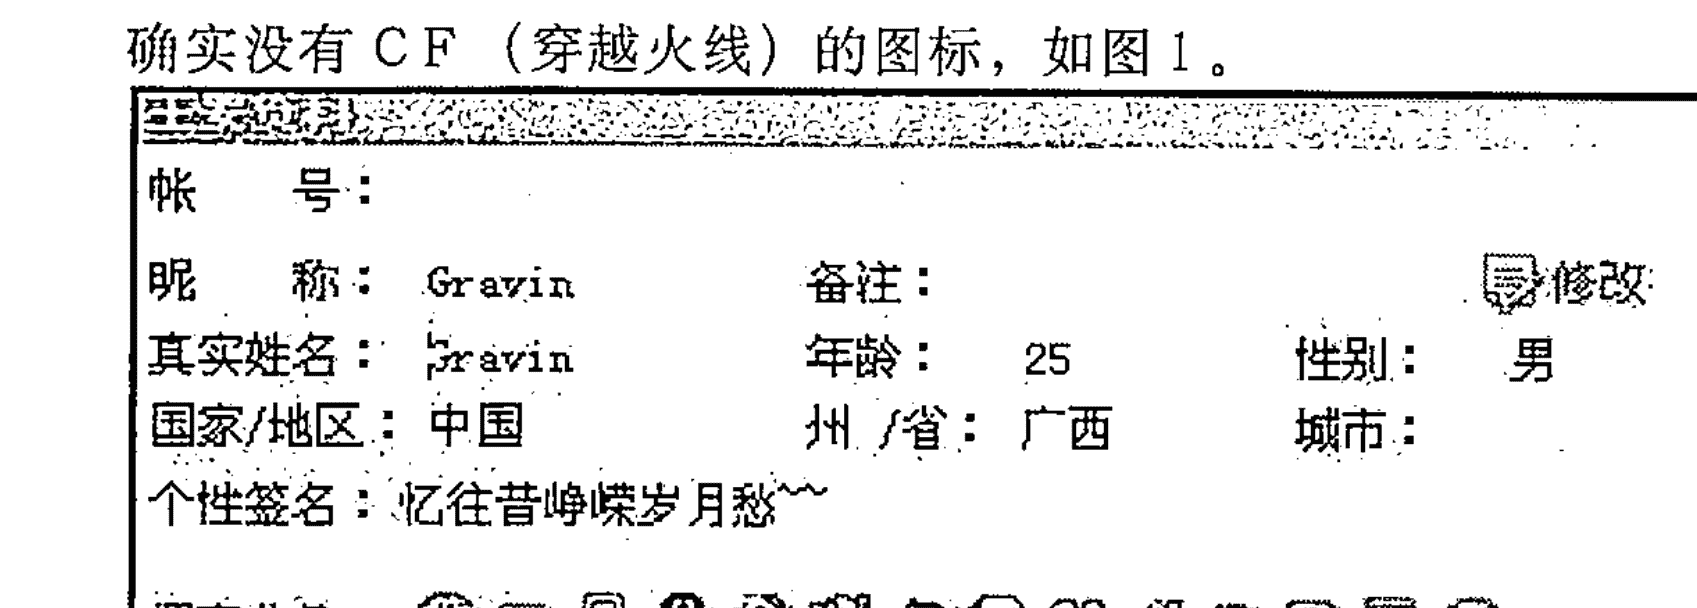 确实没有CF（穿越火线）的图标，如图1。
帐 号：
昵 称： Gravin 备注： 修改
真实姓名： Gravin 年龄： 25 性别： 男
国家/地区： 中国 州 /省： 广西 城市：
个性签名： 忆往昔峥嵘岁月愁~~